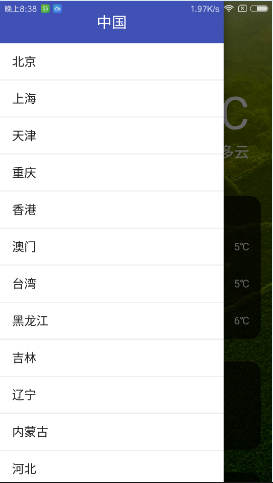 晚上8:38
1.97K/s
中国
北京
上海
天津
重庆
香港
澳门
台湾
黑龙江
吉林
辽宁
内蒙古
河北
C
多云
5℃
5℃
6℃